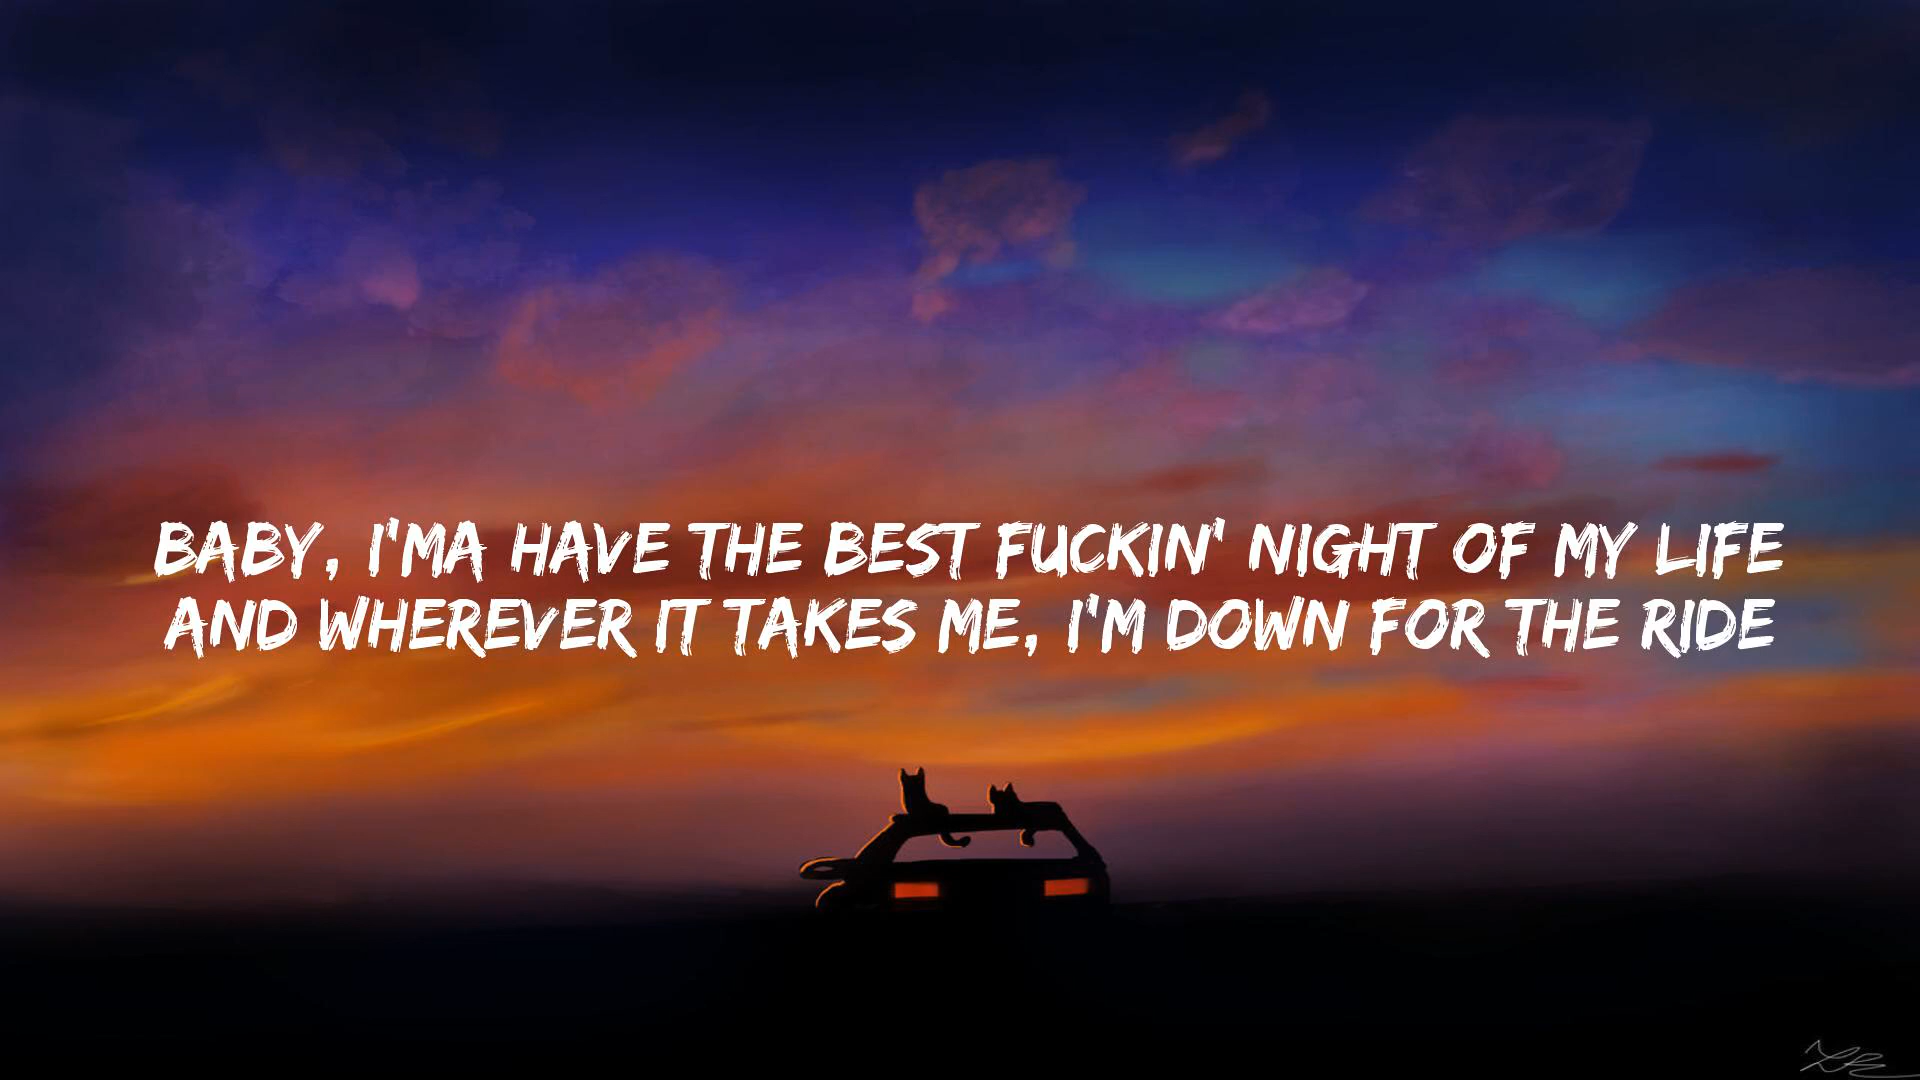 BABY, I'MA HAVE THE BEST FUCKIN' NIGHT OF MY LIFE
AND WHEREVER IT TAKES ME, I'M DOWN FOR THE RIDE